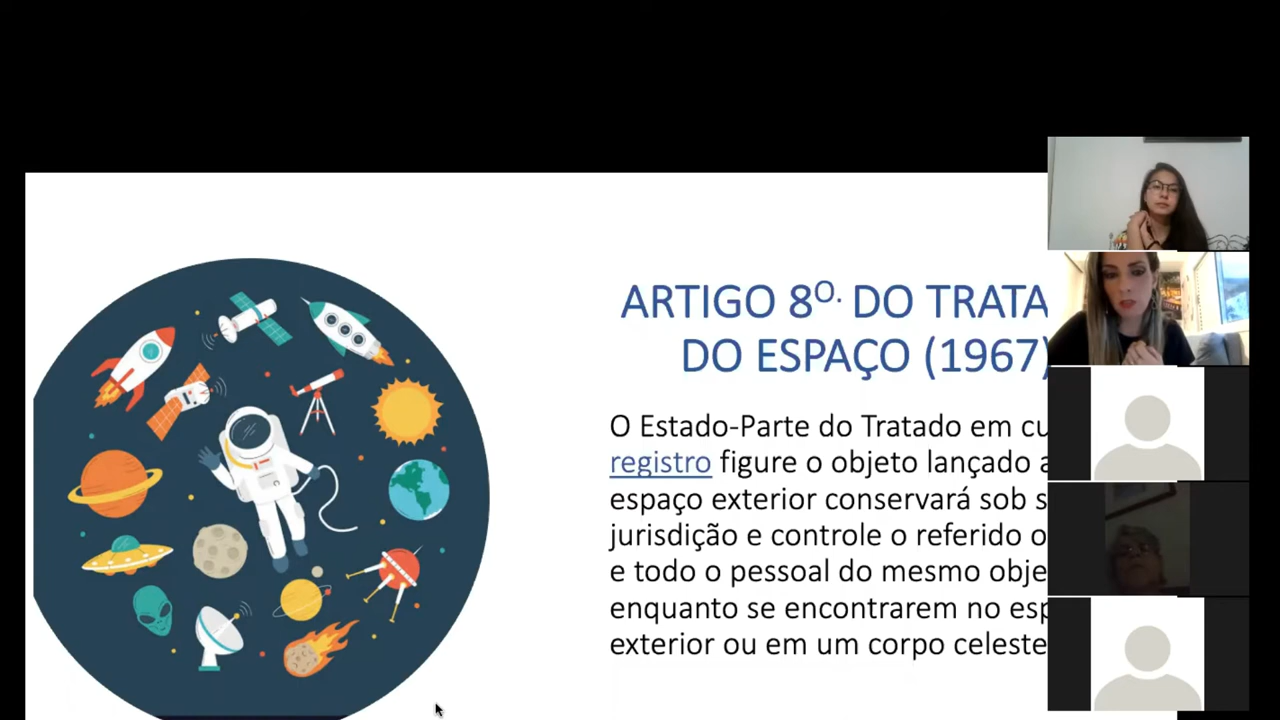 ARTIGO 8º. DO TRATA
DO ESPAÇO (1967)
O Estado-Parte do Tratado em cu
registro figure o objeto lançado a
espaço exterior conservará sob s
jurisdição e controle o referido o
e todo o pessoal do mesmo obje
enquanto se encontrarem no esp
exterior ou em um corpo celeste